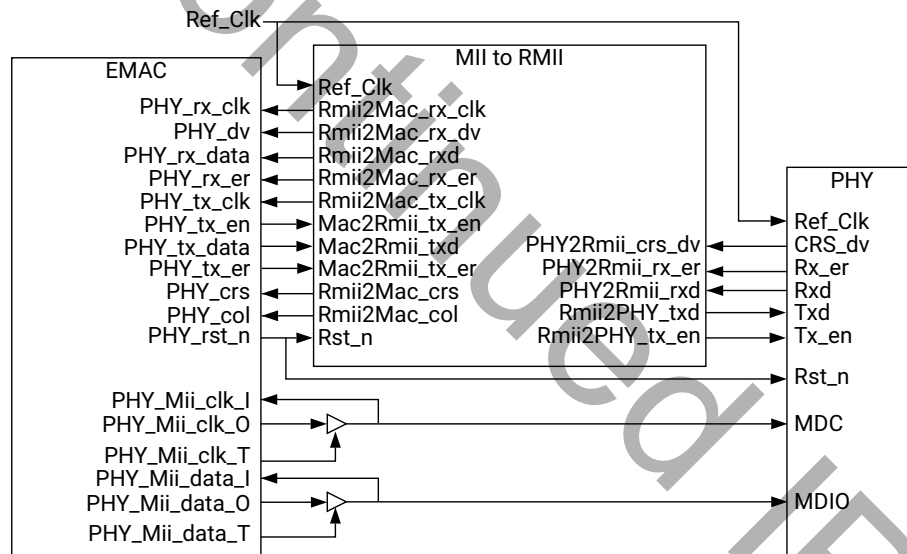 Ref_Clk
EMAC
PHY_rx_clk
PHY_dv
PHY_rx_data
PHY_rx_er
PHY_tx_clk
PHY_tx_en
PHY_tx_data
PHY_tx_er
PHY_crs
PHY_col
PHY_rst_n
PHY_Mii_clk_I
PHY_Mii_clk_O
PHY_Mii_clk_T
PHY_Mii_data_I
PHY_Mii_data_O
PHY_Mii_data_T
MII to RMII
Ref_Clk
Rmii2Mac_rx_clk
Rmii2Mac_rx_dv
Rmii2Mac_rxd
Rmii2Mac_rx_er
Rmii2Mac_tx_clk
Mac2Rmii_tx_en
Mac2Rmii_txd
Mac2Rmii_tx_er
Rmii2Mac_crs
Rmii2Mac_col
Rst_n
PHY2Rmii_crs_dv
PHY2Rmii_rx_er
PHY2Rmii_rxd
Rmii2PHY_txd
Rmii2PHY_tx_en
PHY
Ref_Clk
CRS_dv
Rx_er
Rxd
Txd
Tx_en
Rst_n
MDC
MDIO
ontinued I